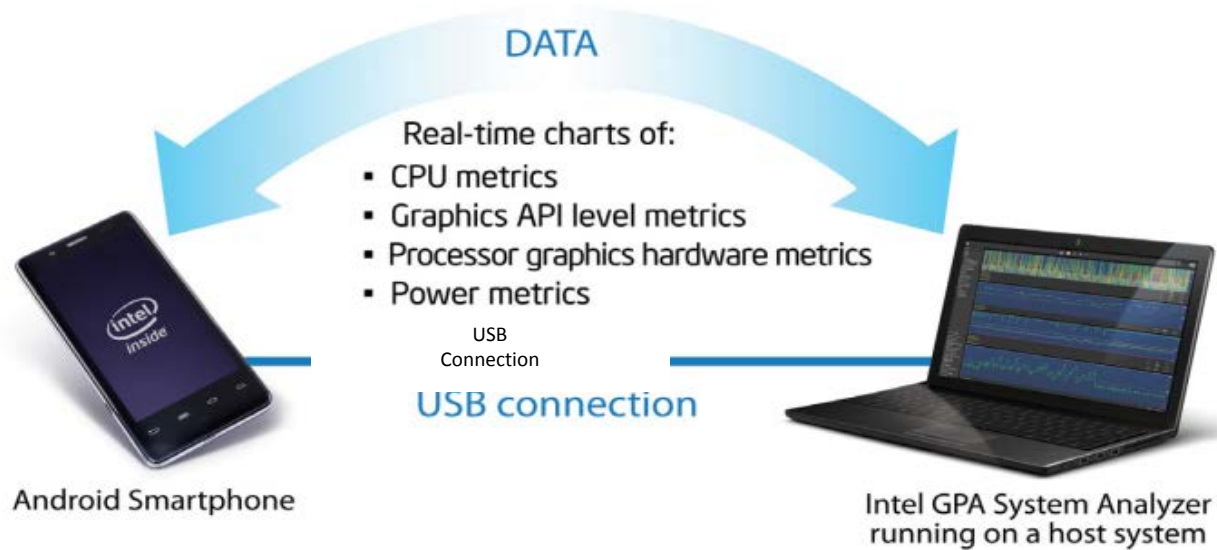 DATA
Real-time charts of:
▪ CPU metrics
▪ Graphics API level metrics
▪ Processor graphics hardware metrics
▪ Power metrics
USB
Connection
USB connection
intel
inside
Android Smartphone
Intel GPA System Analyzer
running on a host system